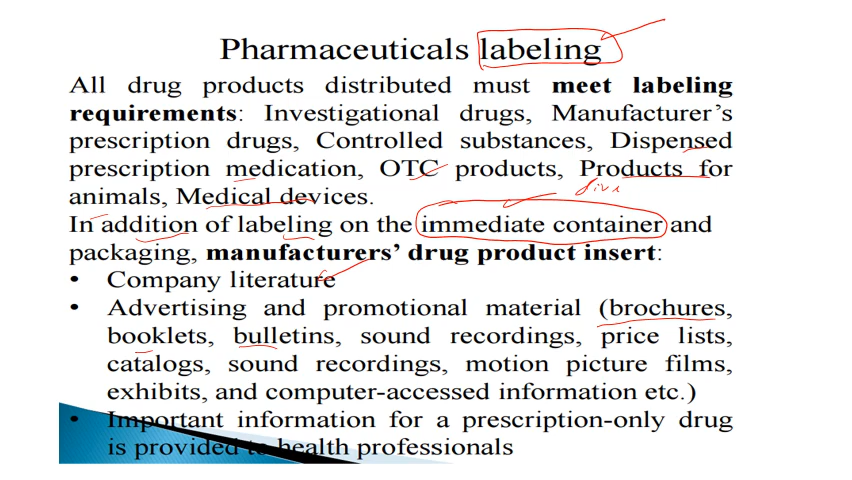 Pharmaceuticals labeling
All drug products distributed must meet labeling
requirements: Investigational drugs, Manufacturer's
prescription drugs, Controlled substances, Dispensed
prescription medication, OTC products, Products for
animals, Medical devices.
In addition of labeling on the immediate container and
packaging, manufacturers' drug product insert:
• Company literature
• Advertising and promotional material (brochures,
booklets, bulletins, sound recordings, price lists,
catalogs, sound recordings, motion picture films,
exhibits, and computer-accessed information etc.)
• Important information for a prescription-only drug
is provided to health professionals